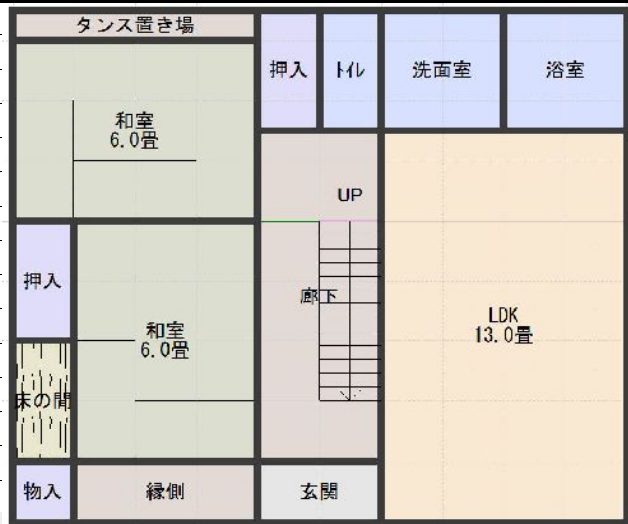 タンス置き場
押入
ﾄｲﾚ
洗面室
浴室
和室
6.0畳
UP
押入
廊下
和室
6.0畳
LDK
13.0畳
床の間
物入
縁側
玄関